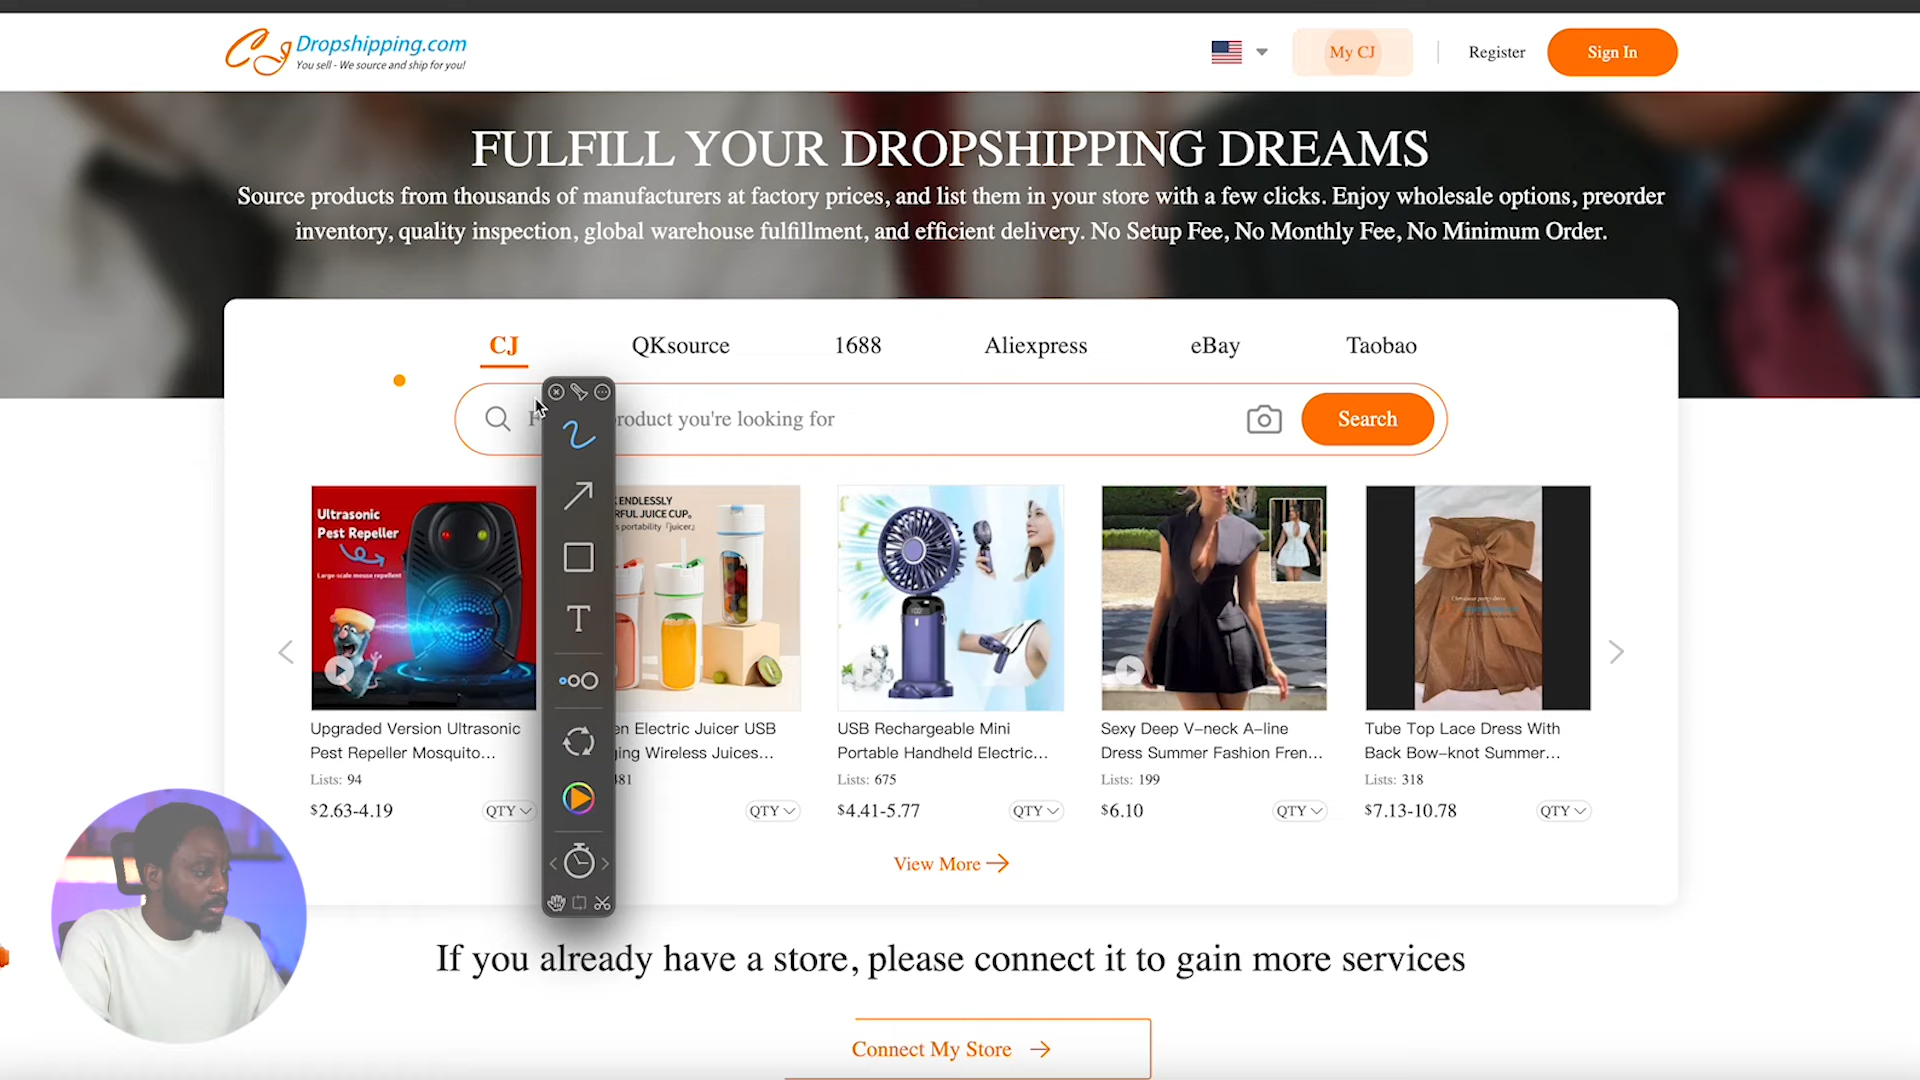 CJ Dropshipping.com
You sell - We source and ship for you!
My CJ
Register
Sign In
FULFILL YOUR DROPSHIPPING DREAMS
Source products from thousands of manufacturers at factory prices, and list them in your store with a few clicks. Enjoy wholesale options, preorder
inventory, quality inspection, global warehouse fulfillment, and efficient delivery. No Setup Fee, No Monthly Fee, No Minimum Order.
CJ
QKsource
1688
Aliexpress
eBay
Taobao
roduct you're looking for
Search
Ultrasonic
Pest Repeller
Large-scale mouse repellent
ENDLESSLY
RFUL JUICE CUP。
s portability「juicer」
T
Upgraded Version Ultrasonic
Pest Repeller Mosquito...
Lists: 94
$2.63-4.19
QTY
en Electric Juicer USB
ging Wireless Juices...
481
QTY
USB Rechargeable Mini
Portable Handheld Electric...
Lists: 675
$4.41-5.77
QTY
Sexy Deep V-neck A-line
Dress Summer Fashion Fren...
Lists: 199
$6.10
QTY
Tube Top Lace Dress With
Back Bow-knot Summer...
Lists: 318
$7.13-10.78
QTY
View More
If you already have a store, please connect it to gain more services
Connect My Store